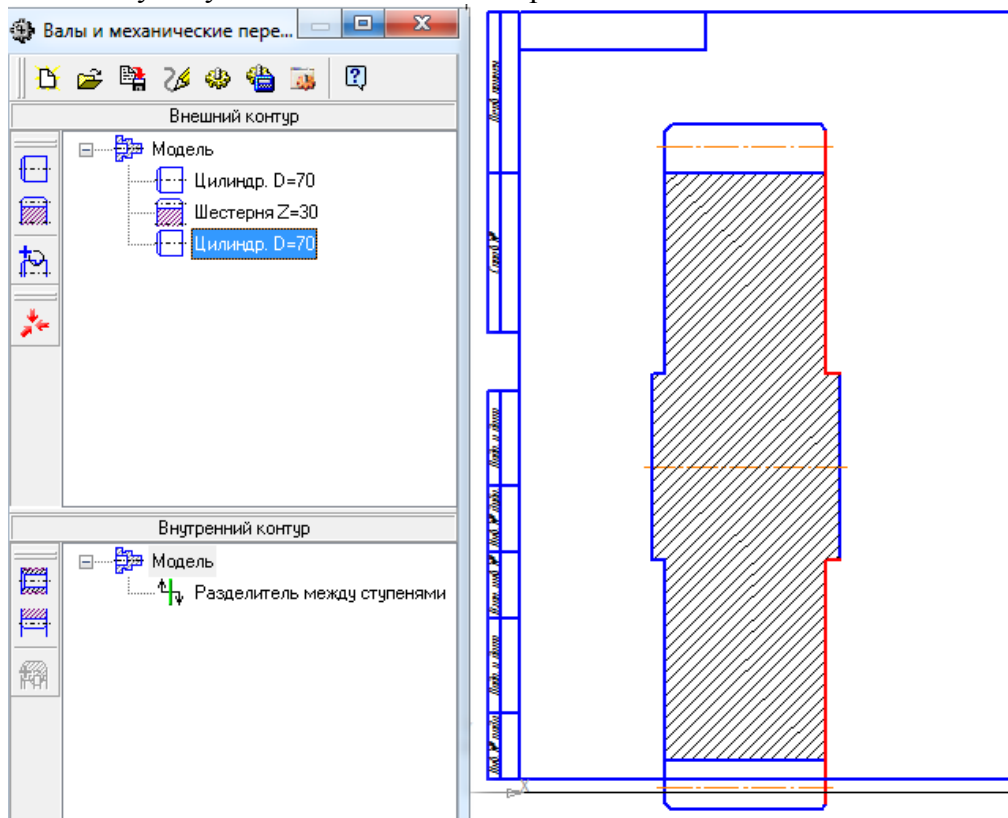 Валы и механические пере...
Внешний контур
Модель
Цилиндр. D=70
Шестерня Z=30
Цилиндр. D=70
Внутренний контур
Модель
Разделитель между ступенями
X